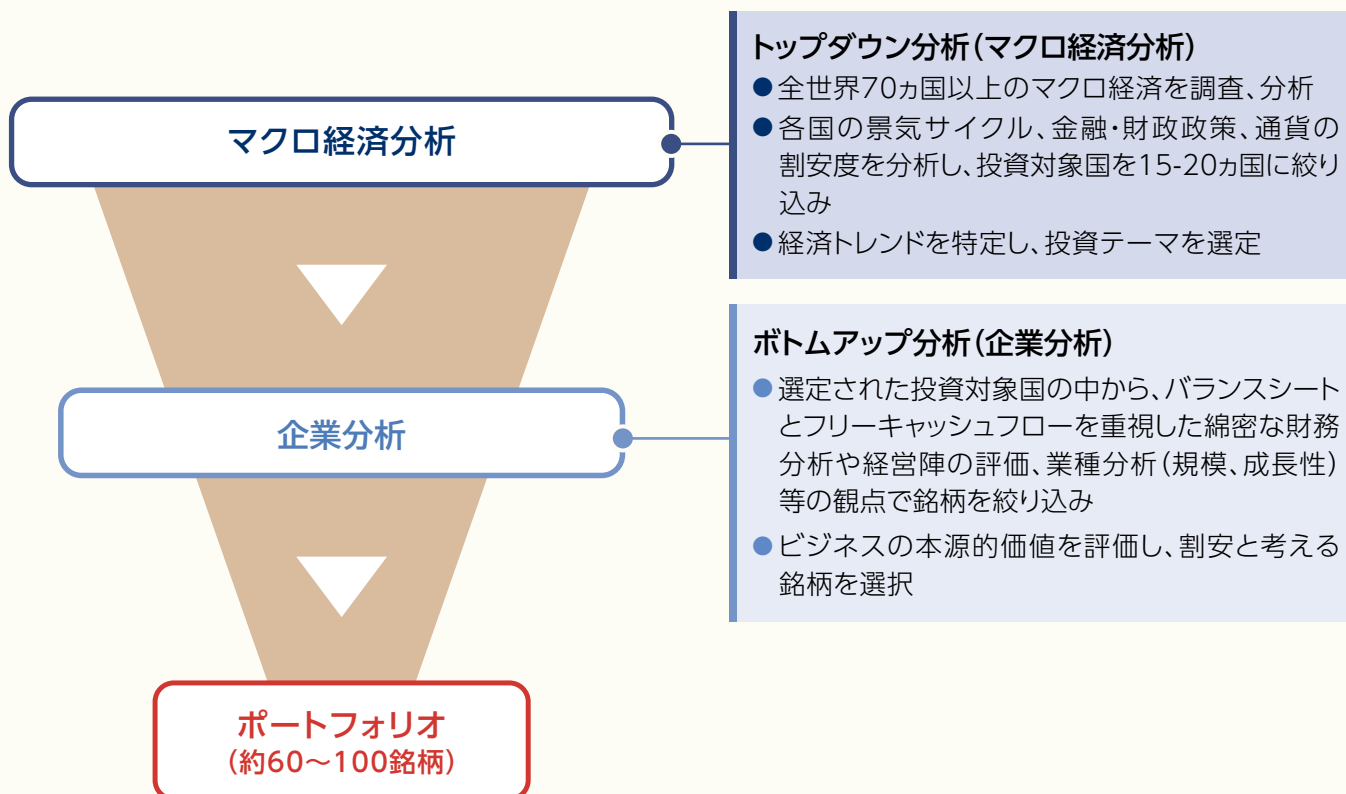 マクロ経済分析
トップダウン分析(マクロ経済分析)
●全世界70ヵ国以上のマクロ経済を調査、分析
●各国の景気サイクル、金融・財政政策、通貨の
割安度を分析し、投資対象国を15-20ヵ国に絞り
込み
●経済トレンドを特定し、投資テーマを選定
企業分析
ボトムアップ分析(企業分析)
●選定された投資対象国の中から、バランスシート
とフリーキャッシュフローを重視した綿密な財務
分析や経営陣の評価、業種分析(規模、成長性)
等の観点で銘柄を絞り込み
●ビジネスの本源的価値を評価し、割安と考える
銘柄を選択
ポートフォリオ
(約60〜100銘柄)